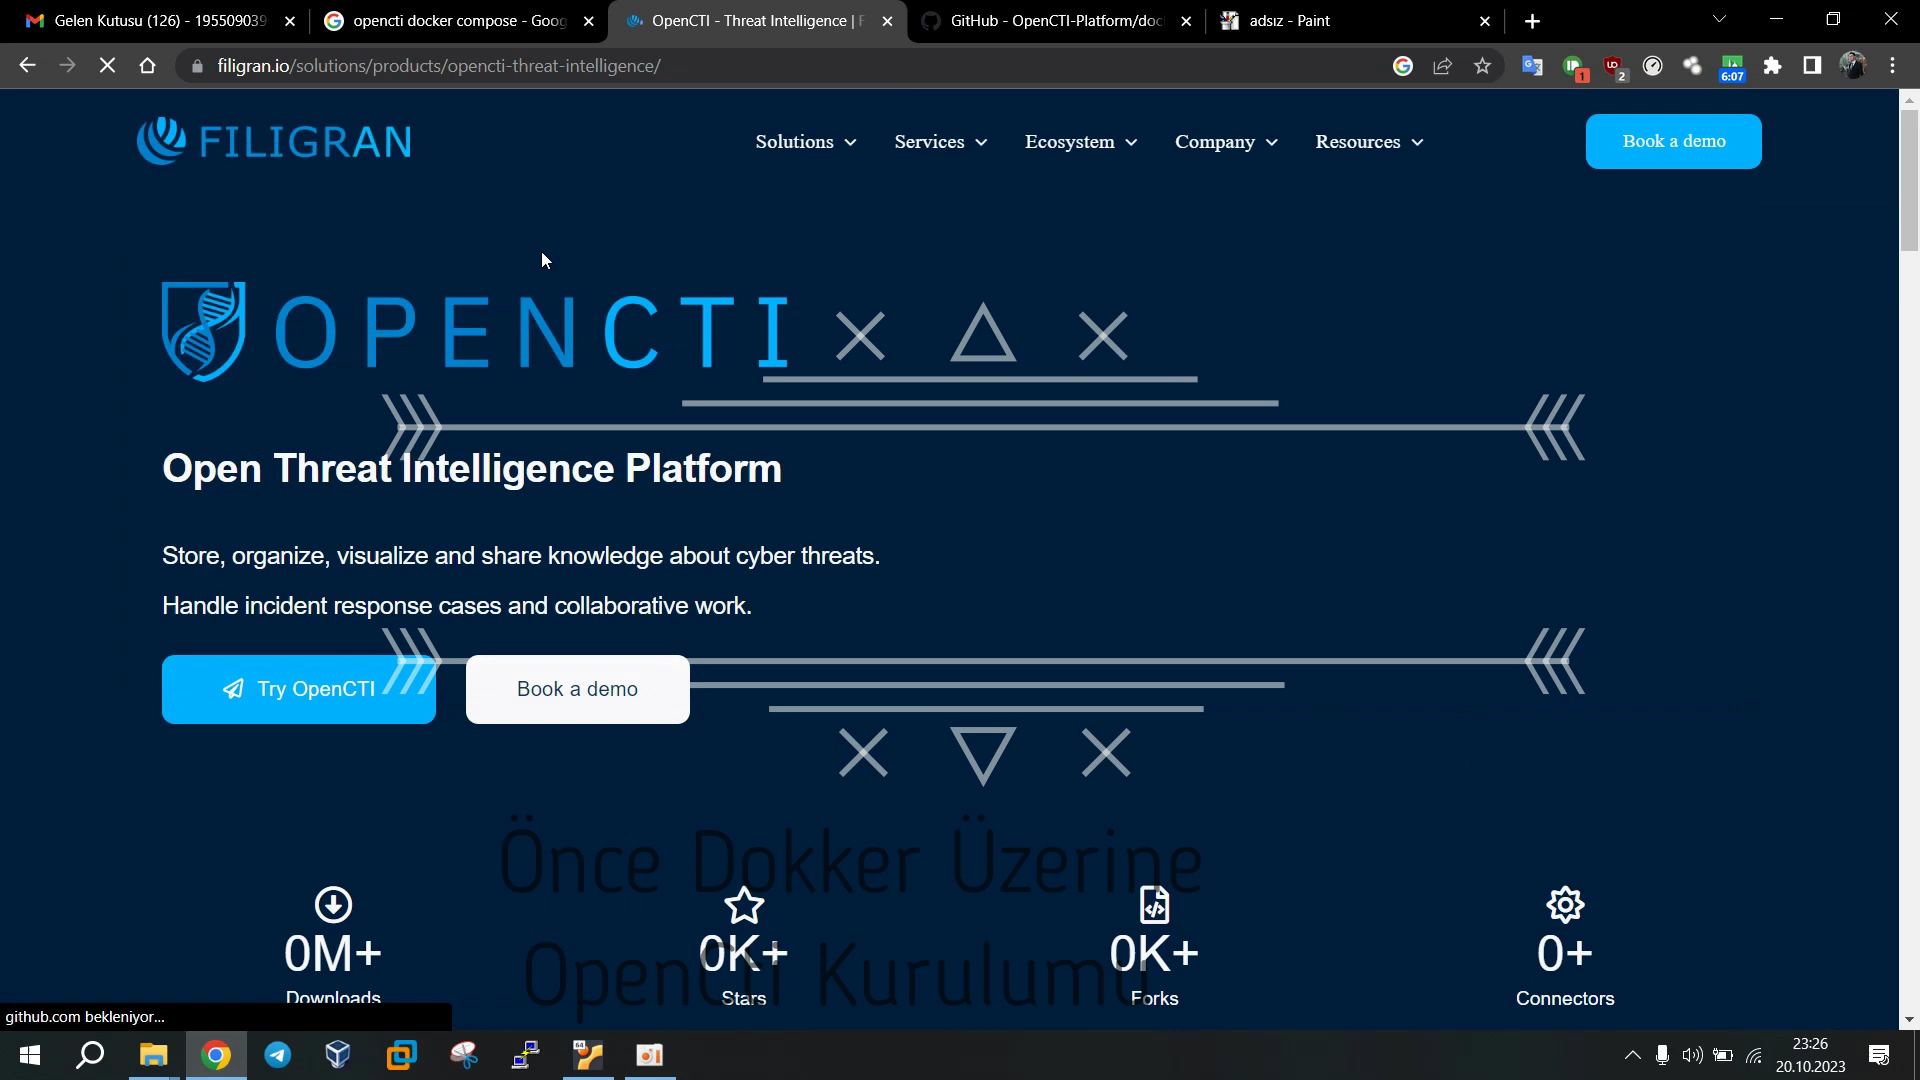 Gelen Kutusu (126) - 195509039
opencti docker compose - Goog
OpenCTI - Threat Intelligence | F
GitHub - OpenCTI-Platform/doc
adsız - Paint
filigran.io/solutions/products/opencti-threat-intelligence/
1
2
6:07
FILIGRAN
Solutions
Services
Ecosystem
Company
Resources
Book a demo
OPENCTI
Open Threat Intelligence Platform
Store, organize, visualize and share knowledge about cyber threats.
Handle incident response cases and collaborative work.
Try OpenCTI
Book a demo
Önce Dokker Üzerine
OpenCti Kurulumu
0M+
0K+
0K+
0+
Downloads
Stars
Forks
Connectors
github.com bekleniyor...
64
23:26
20.10.2023